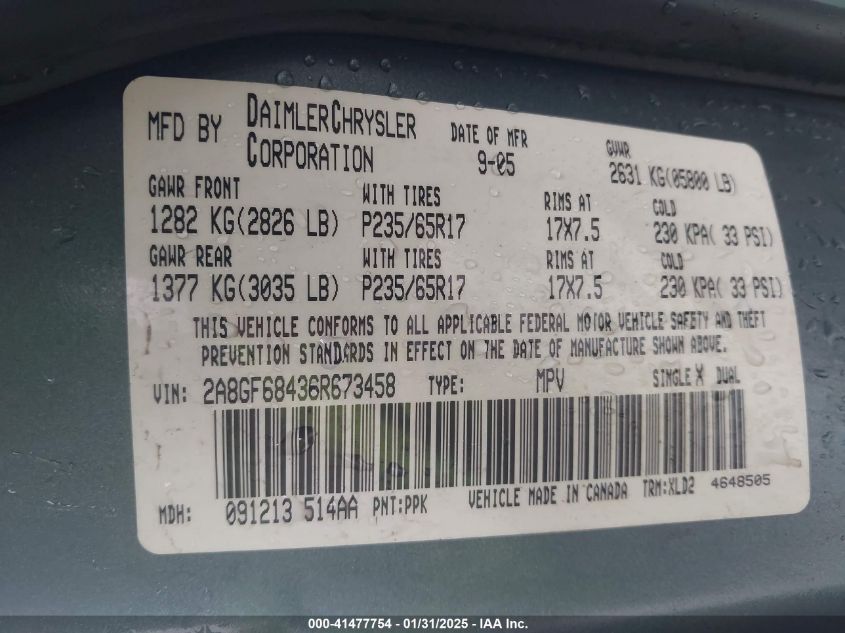 MFD BY DAIMLERCHRYSLER CORPORATION DATE OF MFR 9-05 GVWR 2631 KG(05800 LB)
GAWR FRONT WITH TIRES RIMS AT COLD
1282 KG(2826 LB) P235/65R17 17X7.5 230 KPA( 33 PSI)
GAWR REAR WITH TIRES RIMS AT COLD
1377 KG(3035 LB) P235/65R17 17X7.5 230 KPA( 33 PSI)
THIS VEHICLE CONFORMS TO ALL APPLICABLE FEDERAL MOTOR VEHICLE SAFETY AND THEFT
PREVENTION STANDARDS IN EFFECT ON THE DATE OF MANUFACTURE SHOWN ABOVE.
VIN: 2A8GF68436R673458 TYPE: MPV SINGLE X DUAL
MDH: 091213 514AA PNT:PPK VEHICLE MADE IN CANADA TRM:XLD2 4648505
000-41477754 - 01/31/2025 - IAA Inc.